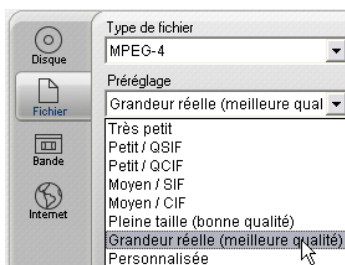 Type de fichier
Disque
MPEG-4
Préréglage
Fichier
Grandeur réelle (meilleure qual
Très petit
Petit / QSIF
Bande
Petit / QCIF
Moyen / SIF
Moyen / CIF
Internet
Pleine taille (bonne qualité)
Grandeur réelle (meilleure qualité)
Personnalisée